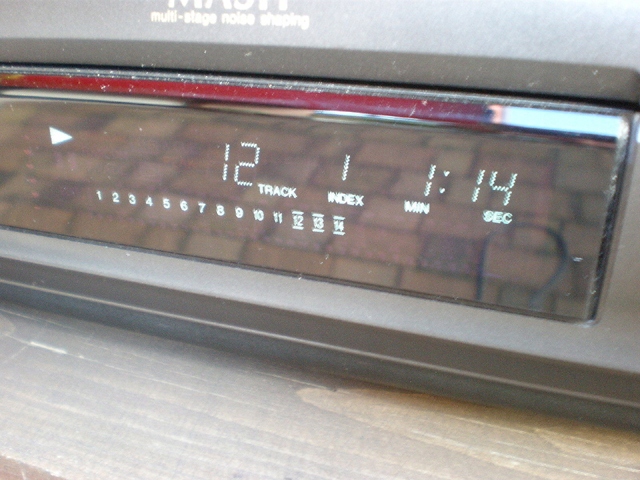 MASH
multi-stage noise shaping
12 TRACK 1 INDEX 1:14 MIN SEC
1 2 3 4 5 6 7 8 9 10 11 12 13 14